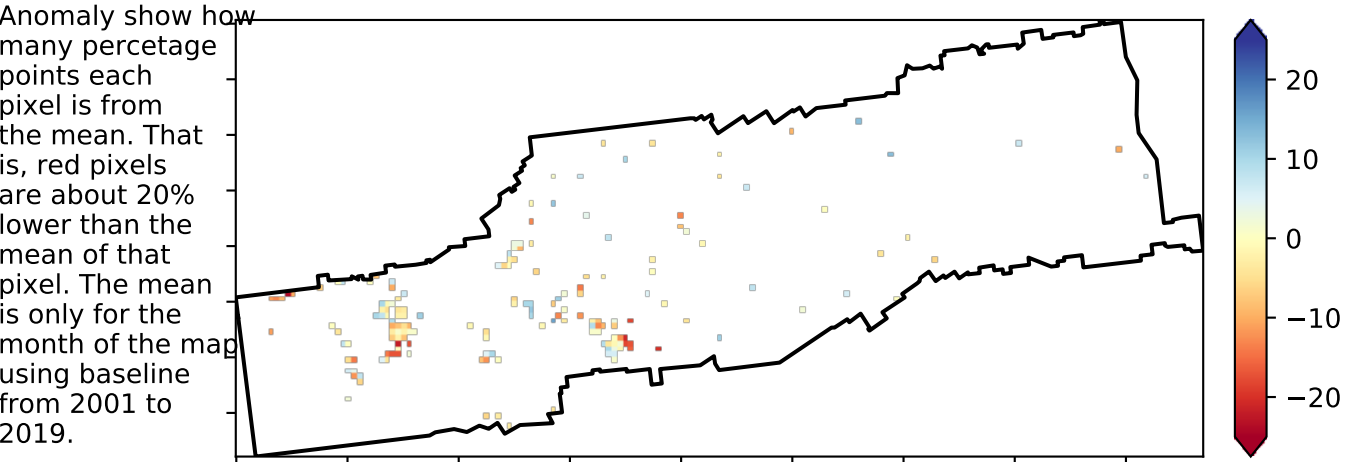 Anomaly show how
many percetage
points each
pixel is from
the mean. That
is, red pixels
are about 20%
lower than the
mean of that
pixel. The mean
is only for the
month of the map
using baseline
from 2001 to
2019.
20
10
0
−10
−20